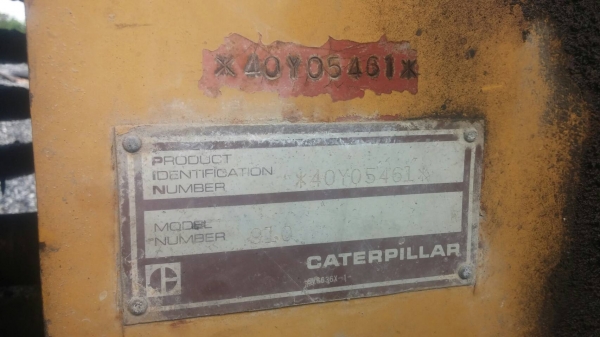 *40Y05461*
PRODUCT
IDENTIFICATION
NUMBER *40Y05461*
MODEL
NUMBER
CATERPILLAR